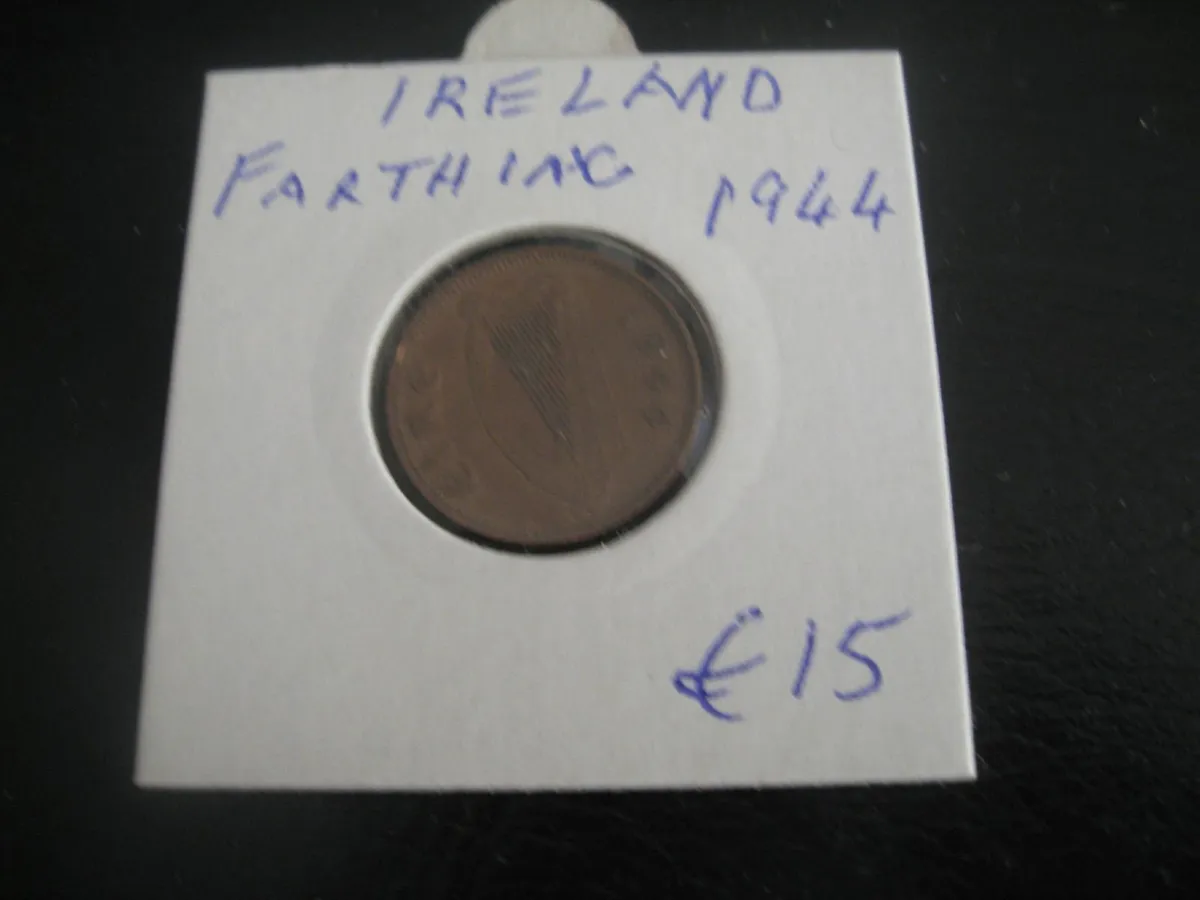 IRELAND
FARTHING 1944
€15